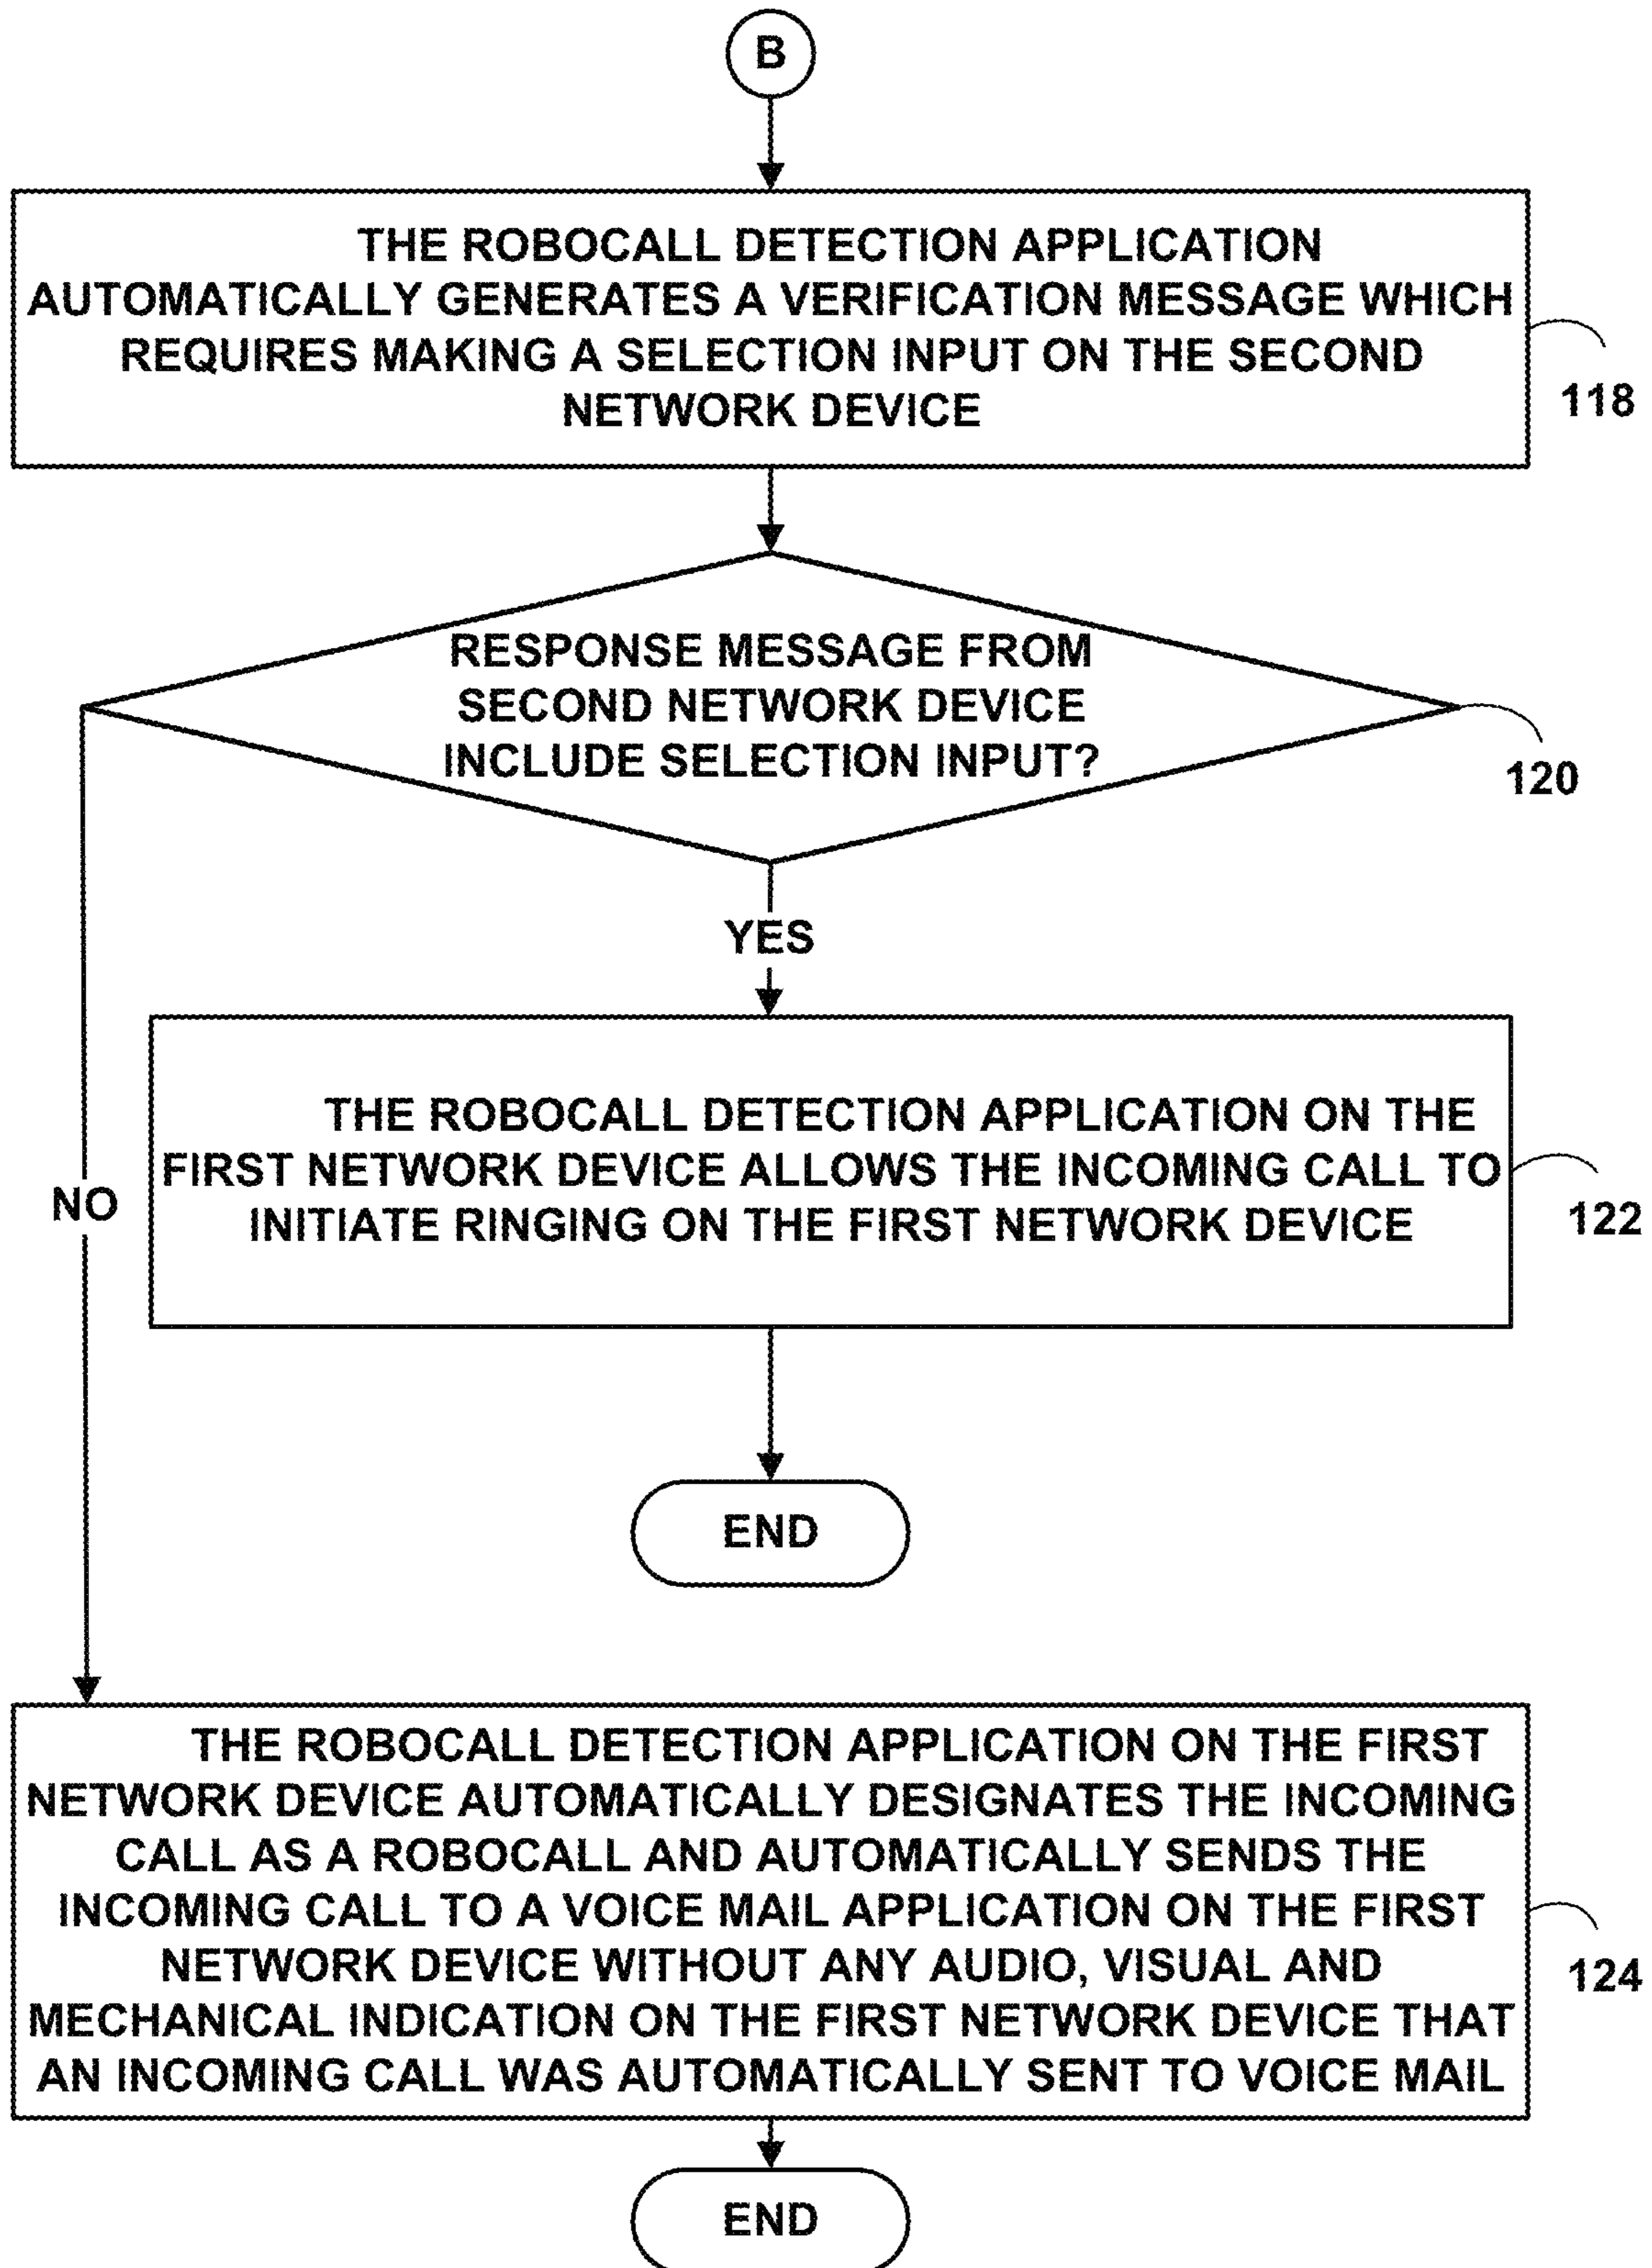 B
THE ROBOCALL DETECTION APPLICATION
AUTOMATICALLY GENERATES A VERIFICATION MESSAGE WHICH
REQUIRES MAKING A SELECTION INPUT ON THE SECOND
NETWORK DEVICE
118
RESPONSE MESSAGE FROM
SECOND NETWORK DEVICE
INCLUDE SELECTION INPUT?
120
YES
THE ROBOCALL DETECTION APPLICATION ON THE
FIRST NETWORK DEVICE ALLOWS THE INCOMING CALL TO
INITIATE RINGING ON THE FIRST NETWORK DEVICE
122
NO
END
THE ROBOCALL DETECTION APPLICATION ON THE FIRST
NETWORK DEVICE AUTOMATICALLY DESIGNATES THE INCOMING
CALL AS A ROBOCALL AND AUTOMATICALLY SENDS THE
INCOMING CALL TO A VOICE MAIL APPLICATION ON THE FIRST
NETWORK DEVICE WITHOUT ANY AUDIO, VISUAL AND
MECHANICAL INDICATION ON THE FIRST NETWORK DEVICE THAT
AN INCOMING CALL WAS AUTOMATICALLY SENT TO VOICE MAIL
124
END